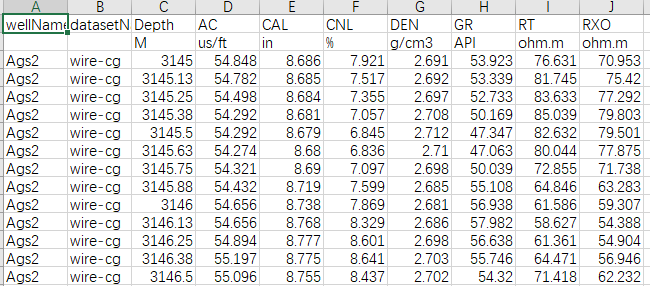 A B C D E F G H I J
wellName datasetN Depth AC CAL CNL DEN GR RT RXO
M us/ft in % g/cm3 API ohm.m ohm.m
Ags2 wire-cg 3145 54.848 8.686 7.921 2.691 53.923 76.631 70.953
Ags2 wire-cg 3145.13 54.782 8.685 7.517 2.692 53.339 81.745 75.42
Ags2 wire-cg 3145.25 54.498 8.684 7.355 2.697 52.733 83.633 77.292
Ags2 wire-cg 3145.38 54.292 8.681 7.057 2.708 50.169 85.039 79.803
Ags2 wire-cg 3145.5 54.292 8.679 6.845 2.712 47.347 82.632 79.501
Ags2 wire-cg 3145.63 54.274 8.68 6.836 2.71 47.063 80.044 77.875
Ags2 wire-cg 3145.75 54.321 8.69 7.097 2.698 50.039 72.855 71.738
Ags2 wire-cg 3145.88 54.432 8.719 7.599 2.685 55.108 64.846 63.283
Ags2 wire-cg 3146 54.656 8.738 7.869 2.681 56.938 61.586 59.307
Ags2 wire-cg 3146.13 54.656 8.768 8.329 2.686 57.982 58.627 54.388
Ags2 wire-cg 3146.25 54.894 8.777 8.601 2.698 56.638 61.361 54.904
Ags2 wire-cg 3146.38 55.197 8.775 8.641 2.703 55.746 64.471 56.946
Ags2 wire-cg 3146.5 55.096 8.755 8.437 2.702 54.32 71.418 62.232